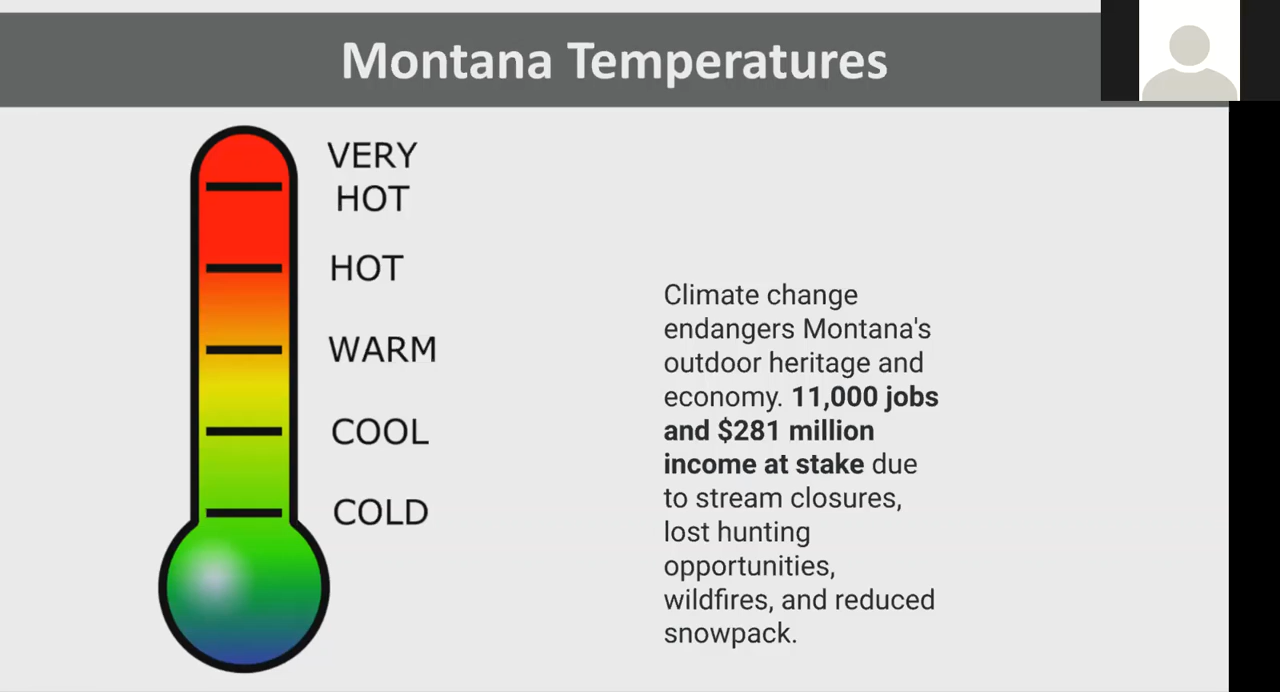 Montana Temperatures
VERY
HOT
HOT
WARM
COOL
COLD
Climate change
endangers Montana's
outdoor heritage and
economy. 11,000 jobs
and $281 million
income at stake due
to stream closures,
lost hunting
opportunities,
wildfires, and reduced
snowpack.